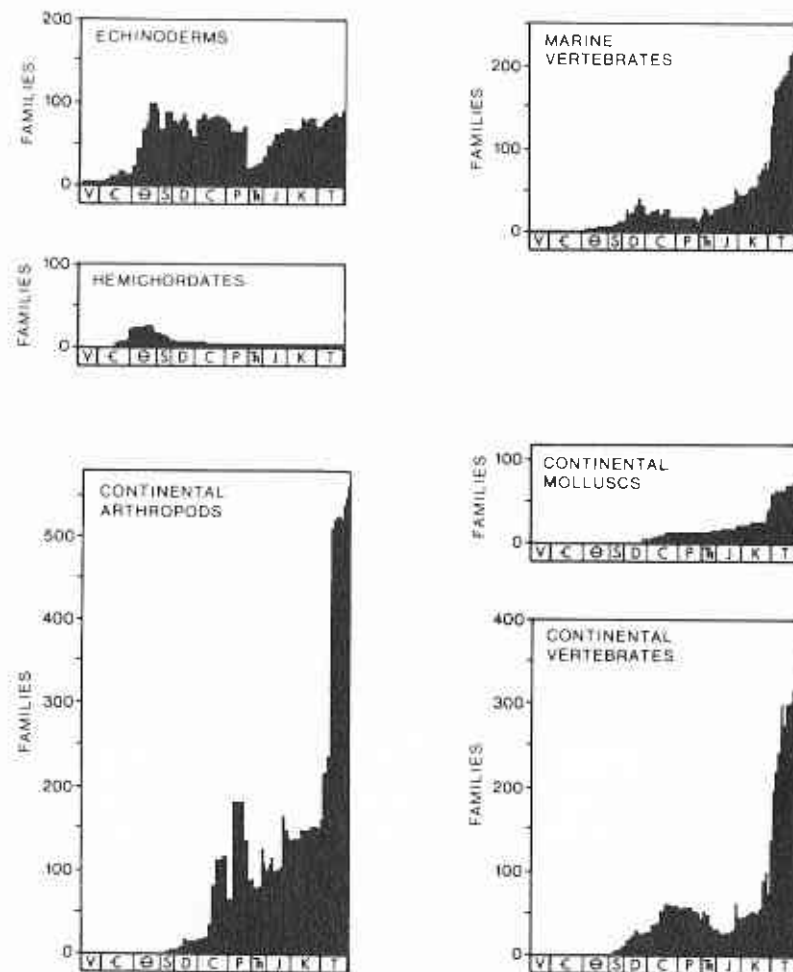 200
ECHINODERMS
FAMILIES
100
0
V Є Ɵ S D C P Ћ J K T
MARINE
VERTEBRATES
200
FAMILIES
100
0
V Є Ɵ S D C P Ћ J K T
100
HEMICHORDATES
FAMILIES
0
V Є Ɵ S D C P Ћ J K T
CONTINENTAL
ARTHROPODS
500
400
300
FAMILIES
200
100
0
V Є Ɵ S D C P Ћ J K T
100
CONTINENTAL
MOLLUSCS
FAMILIES
0
V Є Ɵ S D C P Ћ J K T
400
CONTINENTAL
VERTEBRATES
300
FAMILIES
200
100
0
V Є Ɵ S D C P Ћ J K T